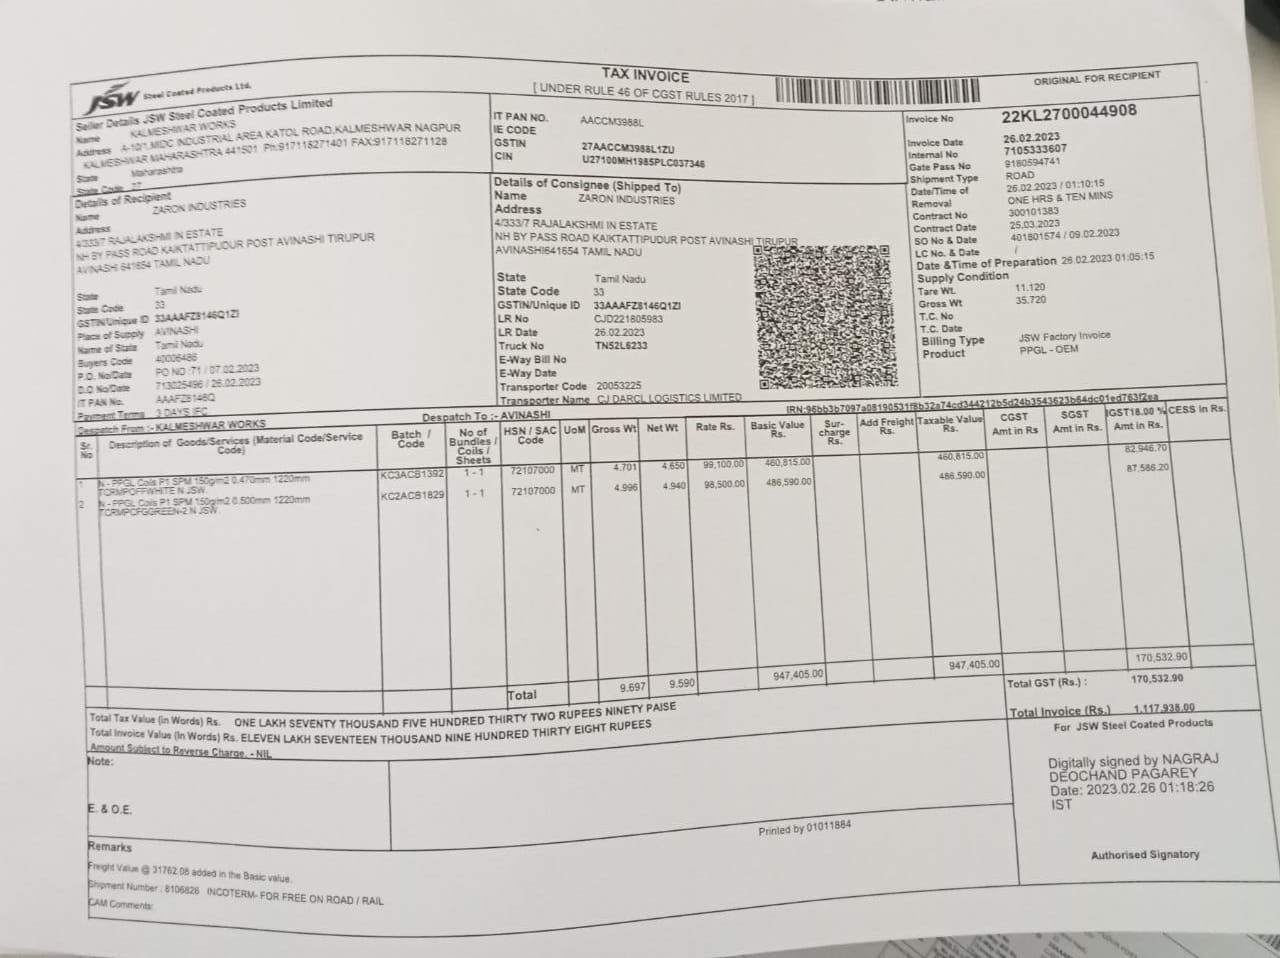 JSW Steel Coated Products Ltd.
TAX INVOICE
[ UNDER RULE 46 OF CGST RULES 2017 ]
ORIGINAL FOR RECIPIENT
Seller Details JSW Steel Coated Products Limited
Name KALMESHWAR WORKS
Address A-10/1,MIDC INDUSTRIAL AREA KATOL ROAD,KALMESHWAR NAGPUR
KALMESHWAR MAHARASHTRA 441501 Ph:917118271401 FAX:917118271128
State Maharashtra
State Code 27
IT PAN NO. AACCM3988L
IE CODE
GSTIN 27AACCM3988L1ZU
CIN U27100MH1985PLC037346
Invoice No 22KL2700044908
Invoice Date 26.02.2023
Internal No 7105333607
Gate Pass No 9180594741
Shipment Type ROAD
Date/Time of 26.02.2023 / 01:10:15
Removal ONE HRS & TEN MINS
Contract No 300101383
Contract Date 25.03.2023
SO No & Date 401801574 / 09.02.2023
LC No. & Date /
Date &Time of Preparation 26.02.2023 01:05:15
Supply Condition
Tare Wt. 11.120
Gross Wt 35.720
T.C. No
T.C. Date
Billing Type JSW Factory Invoice
Product PPGL - OEM
Details of Recipient
Name ZARON INDUSTRIES
Address
4/333/7 RAJALAKSHMI IN ESTATE
NH BY PASS ROAD KAIKTATTIPUDUR POST AVINASHI TIRUPUR
AVINASHI 641654 TAMIL NADU
State Tamil Nadu
State Code 33
GSTIN/Unique ID 33AAAFZ8146Q1ZI
Place of Supply AVINASHI
Name of State Tamil Nadu
Buyers Code 40006486
P.O. No/Date PO NO :71 / 07.02.2023
D.O No/Date 713025496 / 26.02.2023
IT PAN No. AAAFZ8146Q
Payment Terms 3 DAYS IFC
Details of Consignee (Shipped To)
Name ZARON INDUSTRIES
Address
4/333/7 RAJALAKSHMI IN ESTATE
NH BY PASS ROAD KAIKTATTIPUDUR POST AVINASHI TIRUPUR
AVINASHI641654 TAMIL NADU
State Tamil Nadu
State Code 33
GSTIN/Unique ID 33AAAFZ8146Q1ZI
LR No CJD221805983
LR Date 26.02.2023
Truck No TN52L6233
E-Way Bill No
E-Way Date
Transporter Code 20053225
Transporter Name CJ DARCL LOGISTICS LIMITED
Despatch From :- KALMESHWAR WORKS Despatch To :- AVINASHI
IRN:96bb3b7097a08190531f8b32a74cd344212b5d24b3543623b64dc01ed763f2ea
Sr. No Description of Goods/Services (Material Code/Service Code) Batch / Code No of Bundles / Coils / Sheets HSN / SAC Code UoM Gross Wt Net Wt Rate Rs. Basic Value Rs. Sur-charge Rs. Add Freight Rs. Taxable Value Rs. CGST Amt in Rs SGST Amt in Rs. IGST18.00 % Amt in Rs. CESS in Rs.
1 N - PPGL Coils P1 SPM 150g/m2 0.470mm 1220mm KC3ACB1392 1 - 1 72107000 MT 4.701 4.650 99,100.00 460,815.00 460,815.00 82,946.70
TCRMPOFFWHITE N JSW
2 N - PPGL Coils P1 SPM 150g/m2 0.500mm 1220mm KC2ACB1829 1 - 1 72107000 MT 4.996 4.940 98,500.00 486,590.00 486,590.00 87,586.20
TCRMPCFGGREEN-2 N JSW
Total 9.697 9.590 947,405.00 947,405.00 170,532.90
Total GST (Rs.) : 170,532.90
Total Invoice (Rs.) 1,117,938.00
Total Tax Value (in Words) Rs. ONE LAKH SEVENTY THOUSAND FIVE HUNDRED THIRTY TWO RUPEES NINETY PAISE
Total Invoice Value (In Words) Rs. ELEVEN LAKH SEVENTEEN THOUSAND NINE HUNDRED THIRTY EIGHT RUPEES
Amount Subject to Reverse Charge. - NIL
Note:
E. & O.E.
For JSW Steel Coated Products
Digitally signed by NAGRAJ
DEOCHAND PAGAREY
Date: 2023.02.26 01:18:26
IST
Authorised Signatory
Printed by 01011884
Remarks
Freight Value @ 31762.08 added in the Basic value.
Shipment Number : 8106826 INCOTERM- FOR FREE ON ROAD / RAIL
CAM Comments: